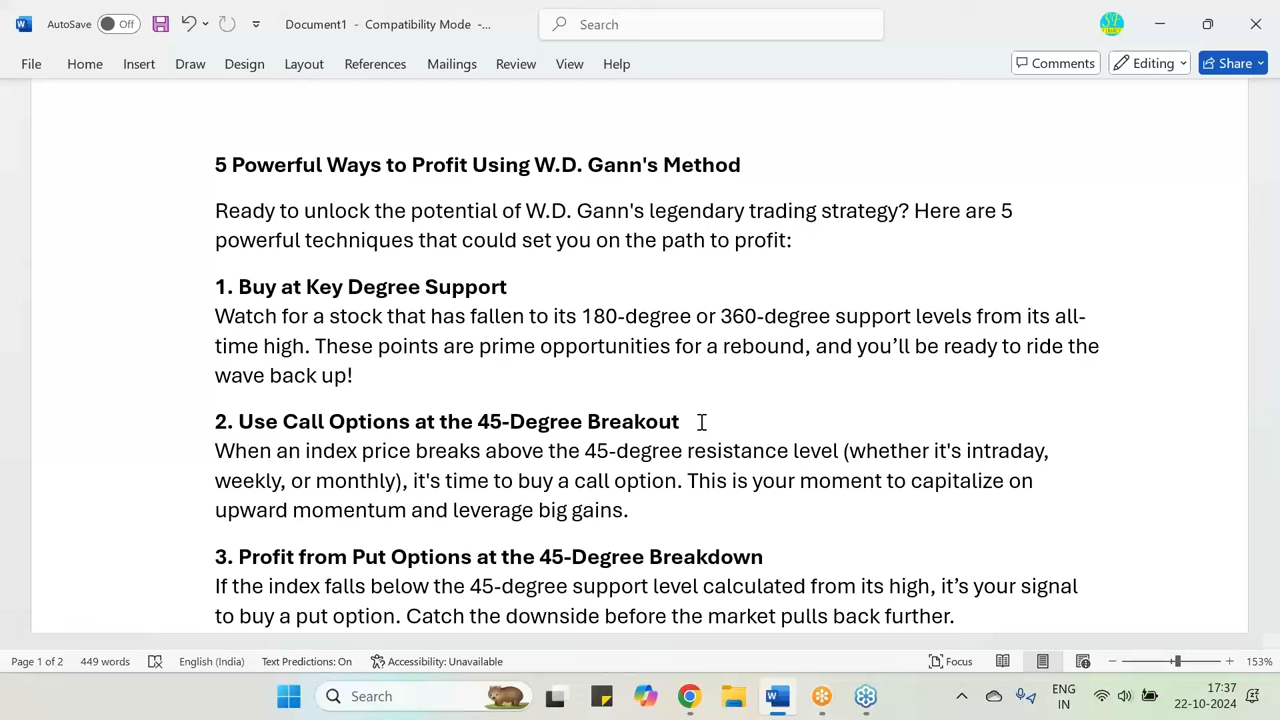 AutoSave Off Document1 - Compatibility Mode -... Search
File Home Insert Draw Design Layout References Mailings Review View Help Comments Editing Share
5 Powerful Ways to Profit Using W.D. Gann's Method
Ready to unlock the potential of W.D. Gann's legendary trading strategy? Here are 5
powerful techniques that could set you on the path to profit:
1. Buy at Key Degree Support
Watch for a stock that has fallen to its 180-degree or 360-degree support levels from its all-
time high. These points are prime opportunities for a rebound, and you’ll be ready to ride the
wave back up!
2. Use Call Options at the 45-Degree Breakout
When an index price breaks above the 45-degree resistance level (whether it's intraday,
weekly, or monthly), it's time to buy a call option. This is your moment to capitalize on
upward momentum and leverage big gains.
3. Profit from Put Options at the 45-Degree Breakdown
If the index falls below the 45-degree support level calculated from its high, it’s your signal
to buy a put option. Catch the downside before the market pulls back further.
Page 1 of 2 449 words English (India) Text Predictions: On Accessibility: Unavailable Focus 153%
Search ENG 17:37
IN 22-10-2024